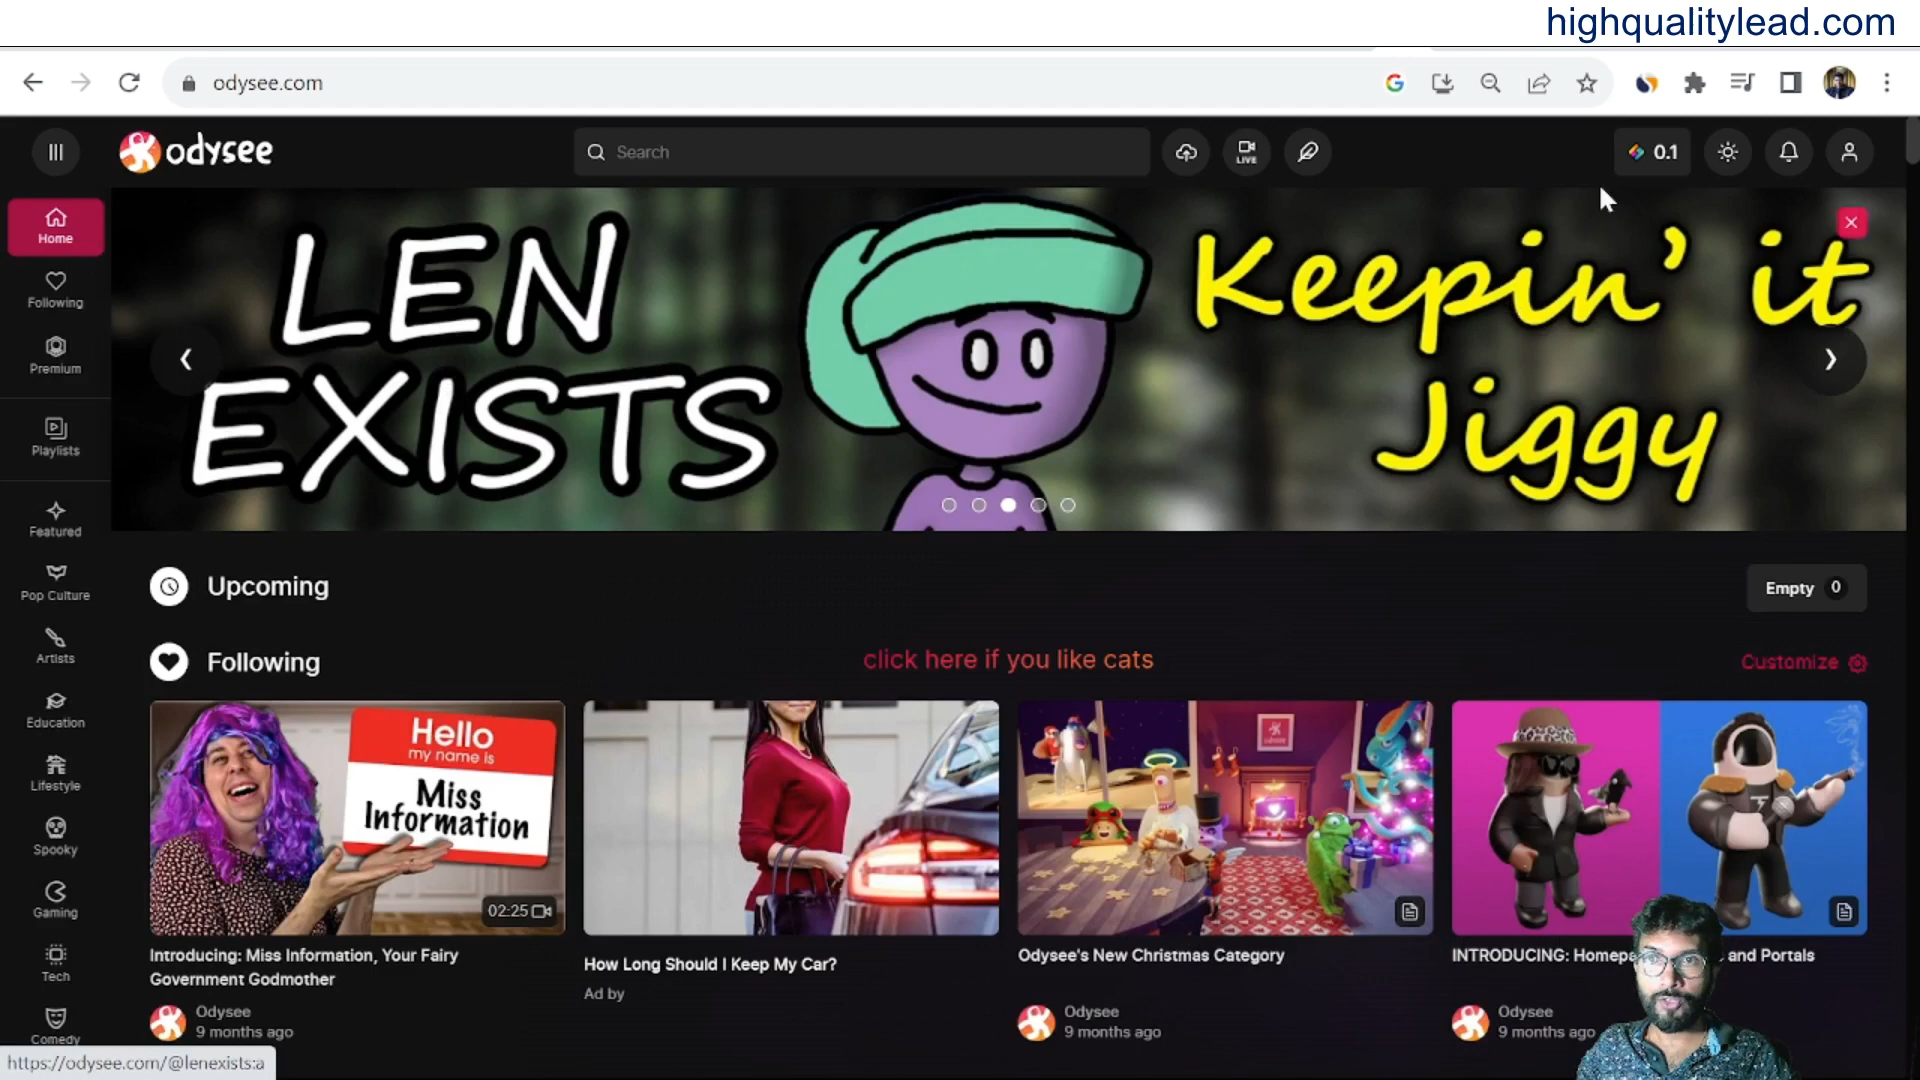 highqualitylead.com
odysee.com
odysee
Search
LIVE
0.1
Home
Following
Premium
Playlists
Featured
Pop Culture
Artists
Education
Lifestyle
Spooky
Gaming
Tech
Comedy
LEN
EXISTS
Keepin' it
Jiggy
Upcoming
Empty 0
Following
click here if you like cats
Customize
Hello
my name is
Miss
Information
02:25
Introducing: Miss Information, Your Fairy
Government Godmother
Odysee
9 months ago
How Long Should I Keep My Car?
Ad by
Odysee's New Christmas Category
Odysee
9 months ago
INTRODUCING: and Portals
Odysee
9 months ago
https://odysee.com/@lenexists:a